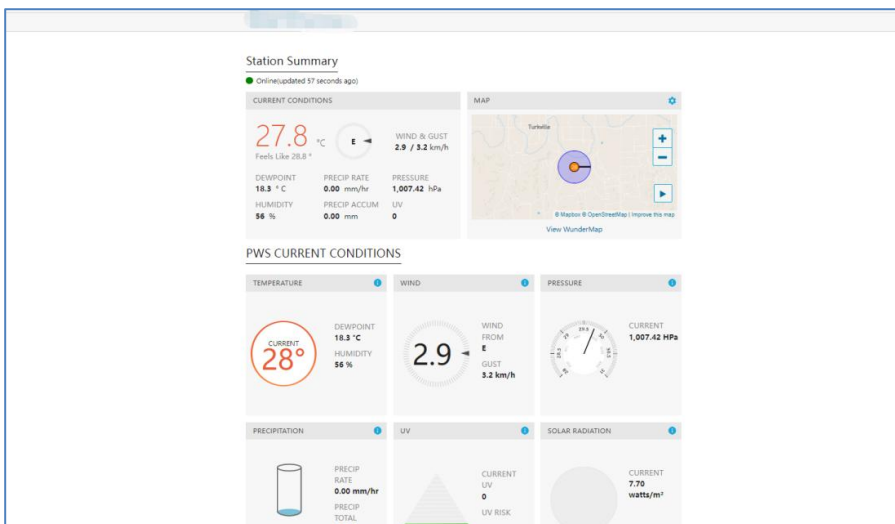 Station Summary
Online(updated 57 seconds ago)
CURRENT CONDITIONS
27.8 °C
Feels Like 28.8 °
E
WIND & GUST
2.9 / 3.2 km/h
DEWPOINT
18.3 ° C
PRECIP RATE
0.00 mm/hr
PRESSURE
1,007.42 hPa
HUMIDITY
56 %
PRECIP ACCUM
0.00 mm
UV
0
MAP
+
−
© Mapbox © OpenStreetMap | Improve this map
View WunderMap
PWS CURRENT CONDITIONS
TEMPERATURE
CURRENT
28°
DEWPOINT
18.3 °C
HUMIDITY
56 %
WIND
2.9
WIND
FROM
E
GUST
3.2 km/h
PRESSURE
CURRENT
1,007.42 HPa
PRECIPITATION
PRECIP
RATE
0.00 mm/hr
PRECIP
TOTAL
UV
CURRENT
UV
0
UV RISK
SOLAR RADIATION
CURRENT
7.70
watts/m²